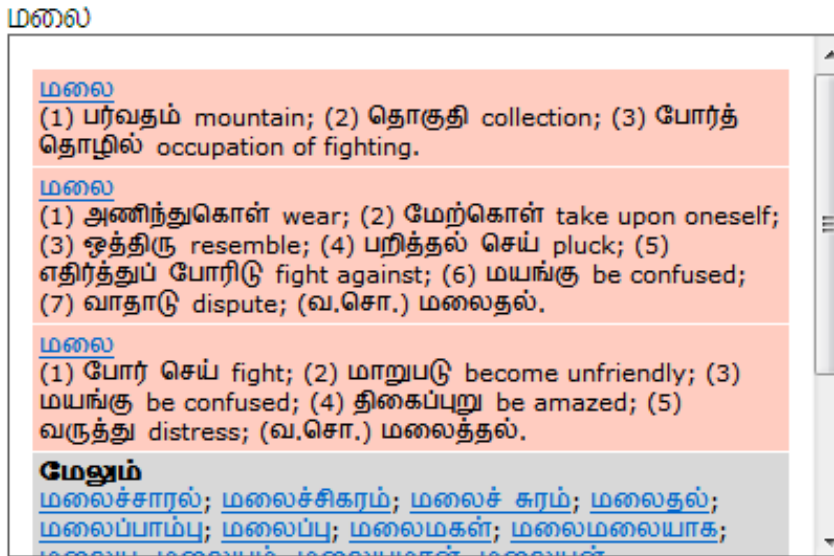 மலை
மலை
(1) பர்வதம் mountain; (2) தொகுதி collection; (3) போர்த்
தொழில் occupation of fighting.
மலை
(1) அணிந்துகொள் wear; (2) மேற்கொள் take upon oneself;
(3) ஒத்திரு resemble; (4) பறித்தல் செய் pluck; (5)
எதிர்த்துப் போரிடு fight against; (6) மயங்கு be confused;
(7) வாதாடு dispute; (வ.சொ.) மலைதல்.
மலை
(1) போர் செய் fight; (2) மாறுபடு become unfriendly; (3)
மயங்கு be confused; (4) திகைப்புறு be amazed; (5)
வருத்து distress; (வ.சொ.) மலைத்தல்.
மேலும்
மலைச்சாரல்; மலைச்சிகரம்; மலைச் சுரம்; மலைதல்;
மலைப்பாம்பு; மலைப்பு; மலைமகள்; மலைமலையாக;